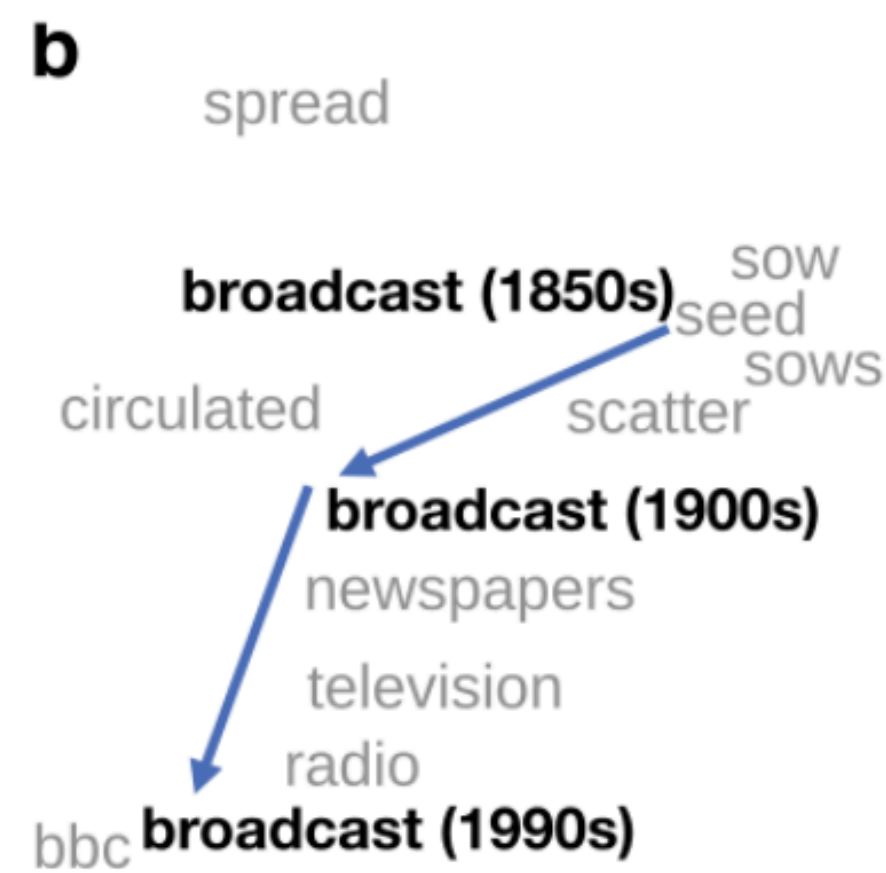 b
spread
sow
broadcast (1850s)
seed
sows
circulated
scatter
broadcast (1900s)
newspapers
television
radio
bbc
broadcast (1990s)